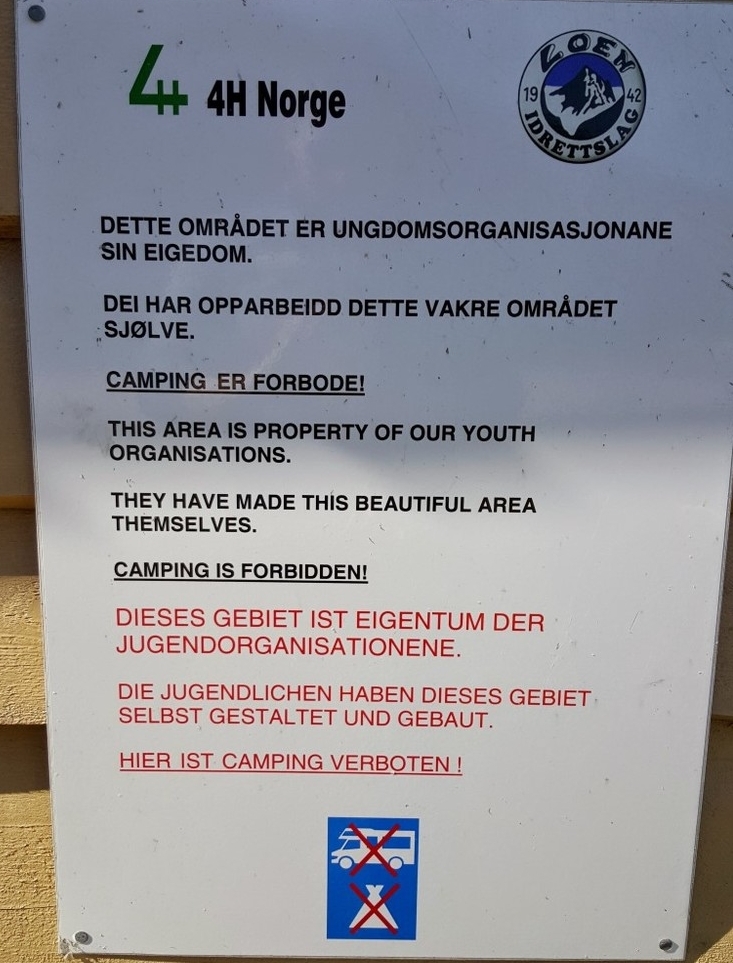 4H 4H Norge
LOEN
19 42
IDRETTSLAG
DETTE OMRÅDET ER UNGDOMSORGANISASJONANE
SIN EIGEDOM.
DEI HAR OPPARBEIDD DETTE VAKRE OMRÅDET
SJØLVE.
CAMPING ER FORBODE!
THIS AREA IS PROPERTY OF OUR YOUTH
ORGANISATIONS.
THEY HAVE MADE THIS BEAUTIFUL AREA
THEMSELVES.
CAMPING IS FORBIDDEN!
DIESES GEBIET IST EIGENTUM DER
JUGENDORGANISATIONENE.
DIE JUGENDLICHEN HABEN DIESES GEBIET
SELBST GESTALTET UND GEBAUT.
HIER IST CAMPING VERBOTEN !